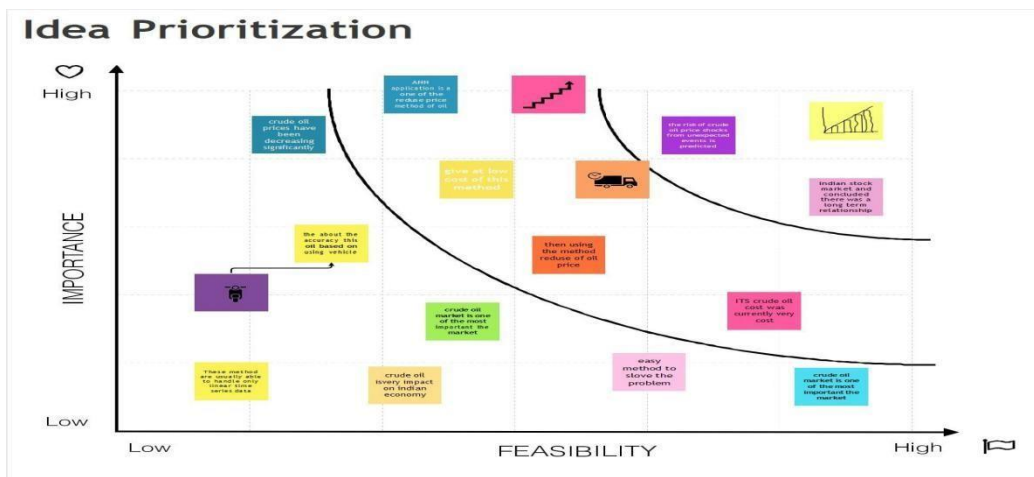 Idea Prioritization
High
IMPORTANCE
Low
Low
FEASIBILITY
High
ANN
application is a
one of the
reduse price
method of oil
crude oil
prices have
been
decreasing
significantly
the risk of crude
oil price shocks
from unexpected
events is
predicted
give at low
cost of this
method
Indian stock
market and
concluded
there was a
long term
relationship
the about the
accuracy this
oil based on
using vehicle
then using
the method
reduse of oil
price
crude oil
market is one
of the most
important the
market
ITS crude oil
cost was
currently very
cost
These method
are usually able
to handle only
linear time
series data
crude oil
isvery impact
on Indian
economy
easy
method to
slove the
problem
crude oil
market is one
of the most
importand the
market